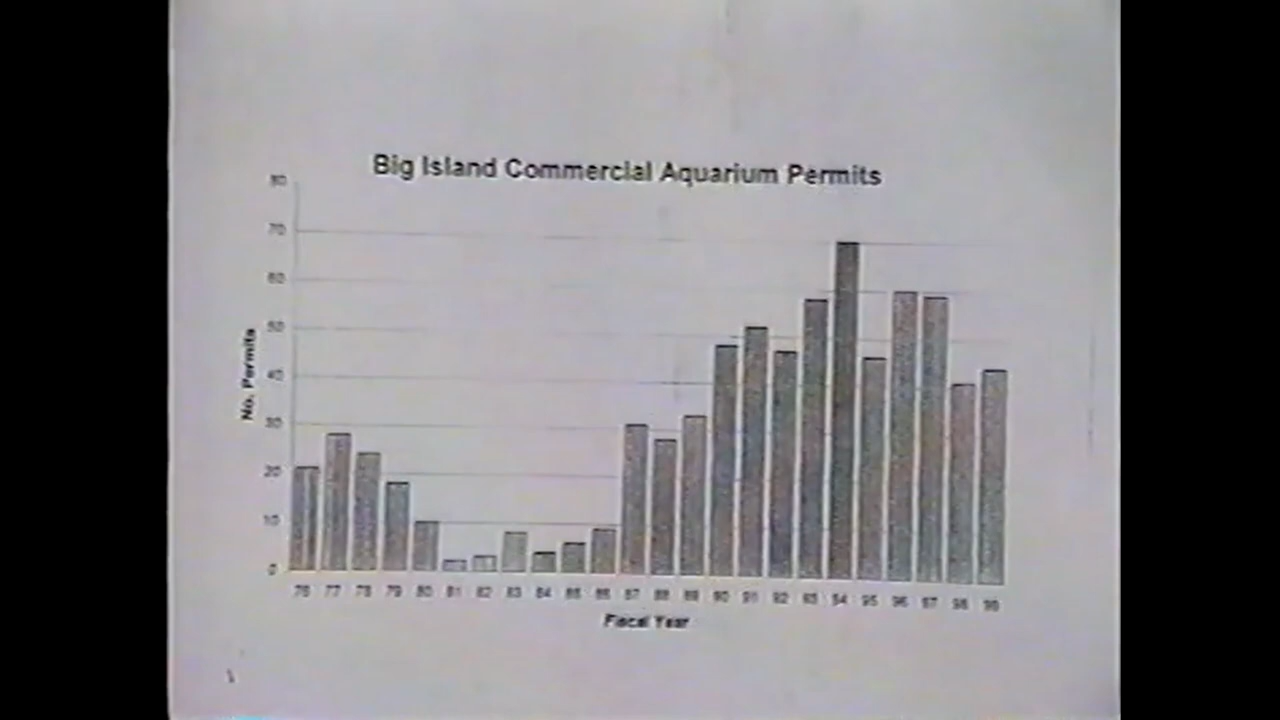 Big Island Commercial Aquarium Permits
80
70
60
50
40
30
20
10
0
No. Permits
76 77 78 79 80 81 82 83 84 85 86 87 88 89 90 91 92 93 94 95 96 97 98 99
Fiscal Year